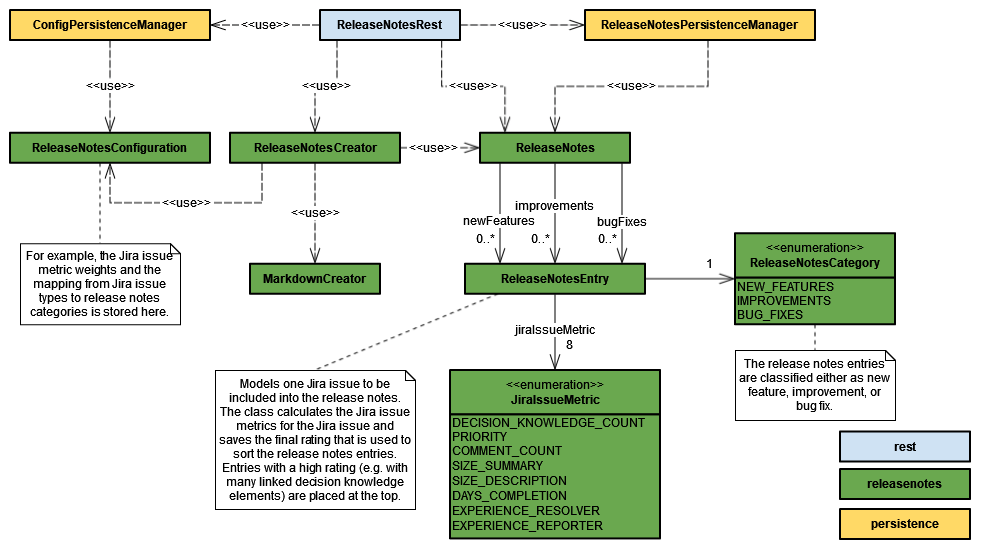 ConfigPersistenceManager
<<use>>
ReleaseNotesRest
<<use>>
ReleaseNotesPersistenceManager
<<use>>
<<use>>
<<use>>
<<use>>
ReleaseNotesConfiguration
ReleaseNotesCreator
<<use>>
ReleaseNotes
<<use>>
<<use>>
newFeatures
0..*
improvements
0..*
bugFixes
0..*
For example, the Jira issue
metric weights and the
mapping from Jira issue
types to release notes
categories is stored here.
MarkdownCreator
ReleaseNotesEntry
1
<<enumeration>>
ReleaseNotesCategory
NEW_FEATURES
IMPROVEMENTS
BUG_FIXES
jiraIssueMetric
8
The release notes entries
are classified either as new
feature, improvement, or
bug fix.
Models one Jira issue to be
included into the release notes.
The class calculates the Jira issue
metrics for the Jira issue and
saves the final rating that is used to
sort the release notes entries.
Entries with a high rating (e.g. with
many linked decision knowledge
elements) are placed at the top.
<<enumeration>>
JiraIssueMetric
DECISION_KNOWLEDGE_COUNT
PRIORITY
COMMENT_COUNT
SIZE_SUMMARY
SIZE_DESCRIPTION
DAYS_COMPLETION
EXPERIENCE_RESOLVER
EXPERIENCE_REPORTER
rest
releasenotes
persistence